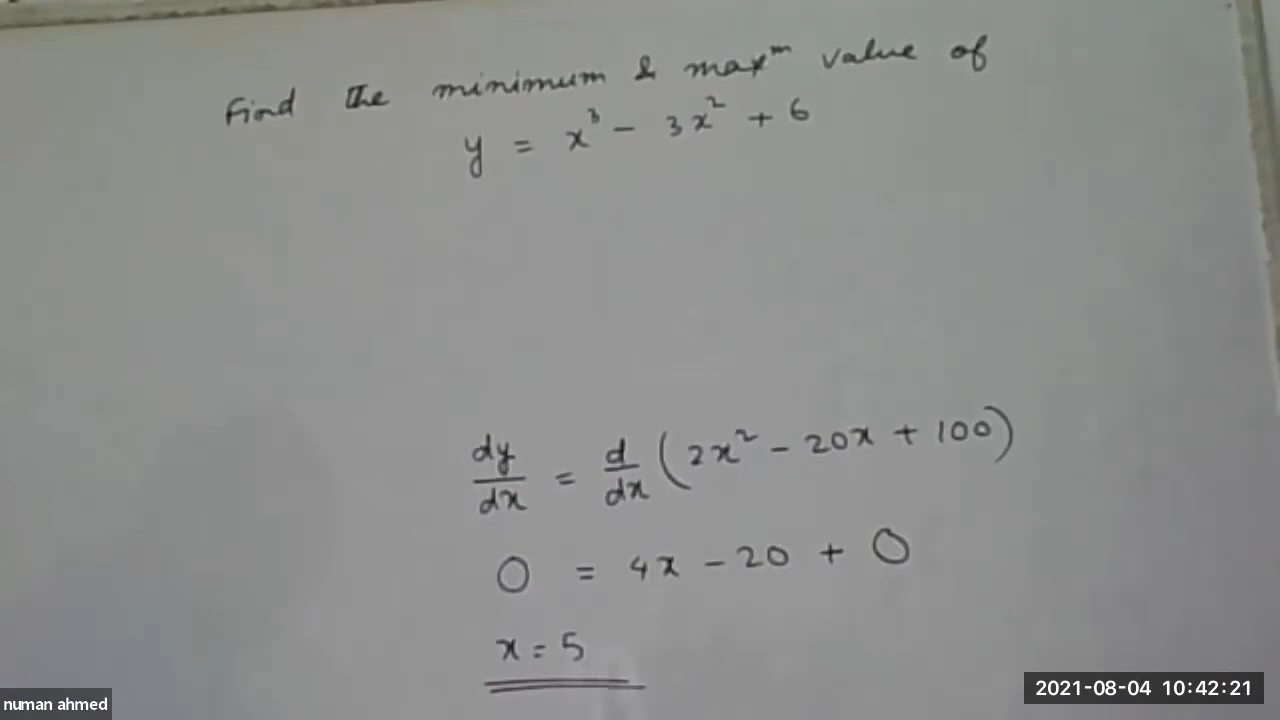 Find the minimum & maxᵐ value of
y = x³ - 3x² + 6
dy/dx = d/dx (2x² - 20x + 100)
0 = 4x - 20 + 0
x = 5
numan ahmed
2021-08-04 10:42:21